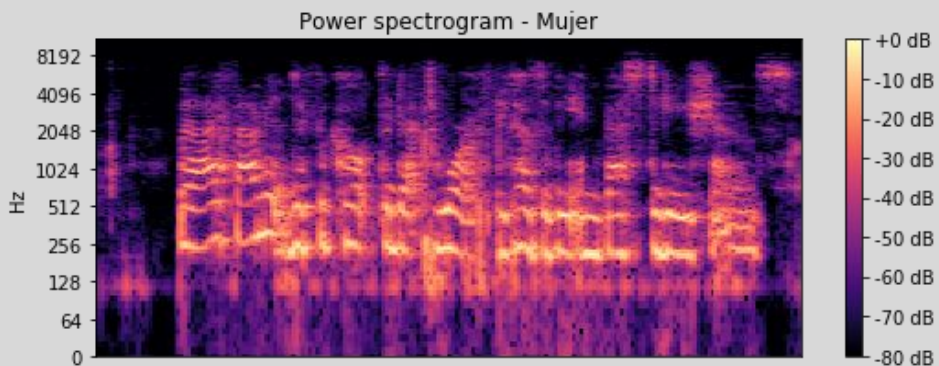 Power spectrogram - Mujer
Hz
8192
4096
2048
1024
512
256
128
64
0
+0 dB
-10 dB
-20 dB
-30 dB
-40 dB
-50 dB
-60 dB
-70 dB
-80 dB